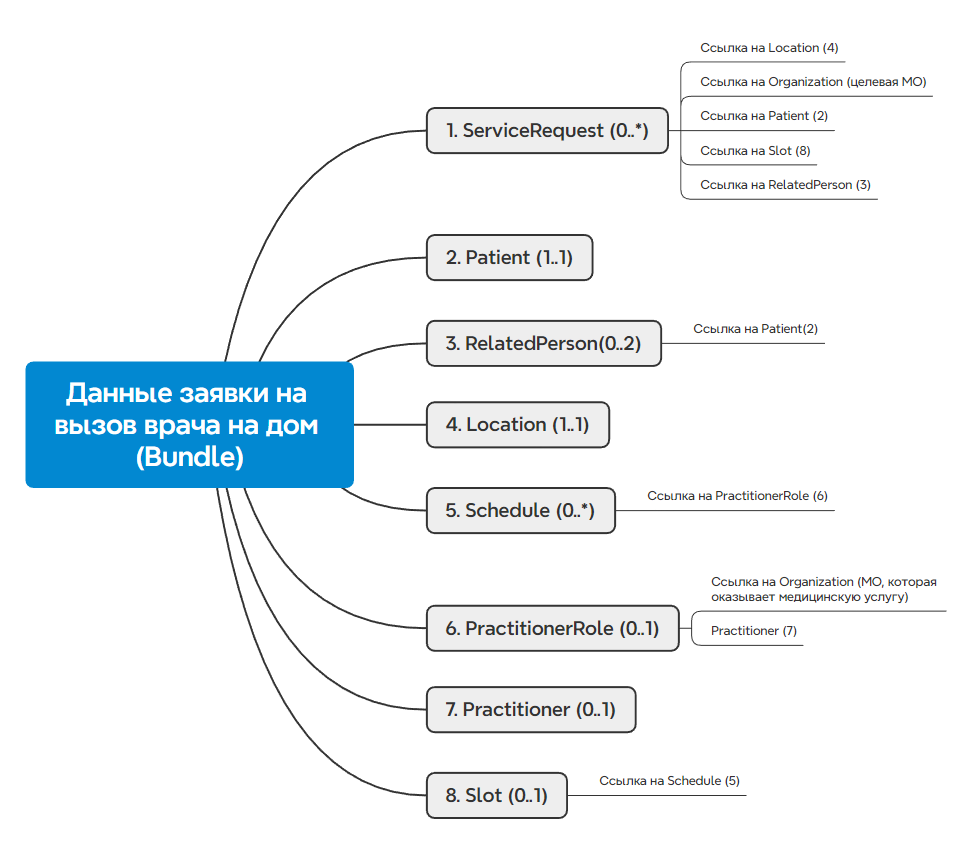 Ссылка на Location (4)
Ссылка на Organization (целевая МО)
1. ServiceRequest (0..*)
Ссылка на Patient (2)
Ссылка на Slot (8)
Ссылка на RelatedPerson (3)
2. Patient (1..1)
3. RelatedPerson(0..2)
Ссылка на Patient(2)
Данные заявки на
вызов врача на дом
(Bundle)
4. Location (1..1)
5. Schedule (0..*)
Ссылка на PractitionerRole (6)
6. PractitionerRole (0..1)
Ссылка на Organization (МО, которая
оказывает медицинскую услугу)
Practitioner (7)
7. Practitioner (0..1)
8. Slot (0..1)
Ссылка на Schedule (5)